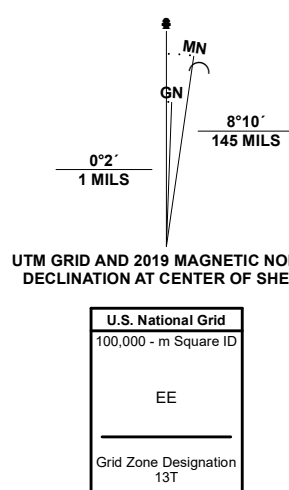 MN
GN
8°10´
145 MILS
0°2´
1 MILS
UTM GRID AND 2019 MAGNETIC NO
DECLINATION AT CENTER OF SHE
U.S. National Grid
100,000 - m Square ID
EE
Grid Zone Designation
13T